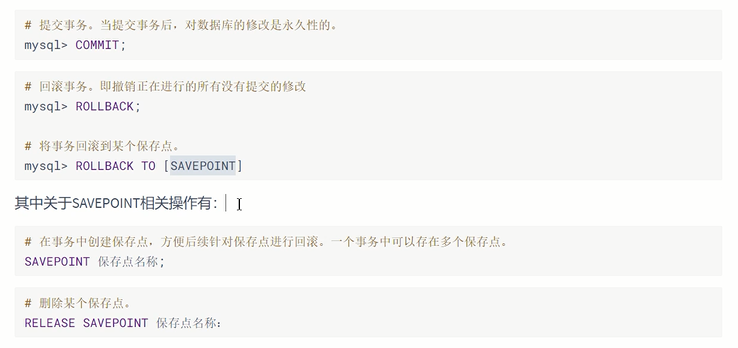 # 提交事务。当提交事务后，对数据库的修改是永久性的。
mysql> COMMIT;
# 回滚事务。即撤销正在进行的所有没有提交的修改
mysql> ROLLBACK;
# 将事务回滚到某个保存点。
mysql> ROLLBACK TO [SAVEPOINT]
其中关于SAVEPOINT相关操作有：
# 在事务中创建保存点，方便后续针对保存点进行回滚。一个事务中可以存在多个保存点。
SAVEPOINT 保存点名称;
# 删除某个保存点。
RELEASE SAVEPOINT 保存点名称: